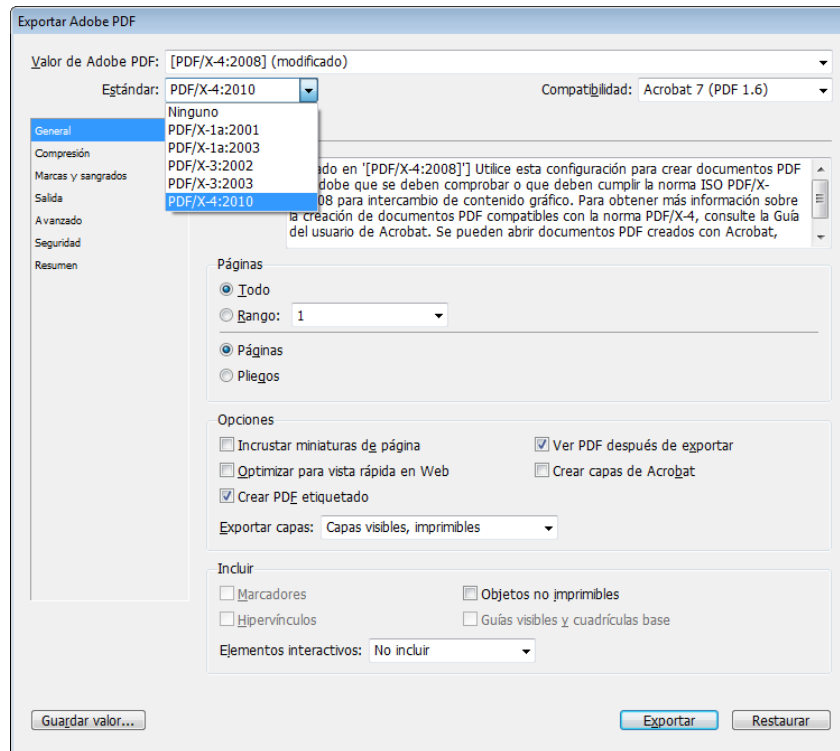 Exportar Adobe PDF
Valor de Adobe PDF: [PDF/X-4:2008] (modificado)
Estándar: PDF/X-4:2010
Compatibilidad: Acrobat 7 (PDF 1.6)
Ninguno
PDF/X-1a:2001
PDF/X-1a:2003
PDF/X-3:2002
PDF/X-3:2003
PDF/X-4:2010
General
Compresión
Marcas y sangrados
Salida
Avanzado
Seguridad
Resumen
ado en '[PDF/X-4:2008]'] Utilice esta configuración para crear documentos PDF
dobe que se deben comprobar o que deben cumplir la norma ISO PDF/X-
08 para intercambio de contenido gráfico. Para obtener más información sobre
la creación de documentos PDF compatibles con la norma PDF/X-4, consulte la Guía
del usuario de Acrobat. Se pueden abrir documentos PDF creados con Acrobat,
Páginas
Todo
Rango: 1
Páginas
Pliegos
Opciones
Incrustar miniaturas de página
Ver PDF después de exportar
Optimizar para vista rápida en Web
Crear capas de Acrobat
Crear PDF etiquetado
Exportar capas: Capas visibles, imprimibles
Incluir
Marcadores
Objetos no imprimibles
Hipervínculos
Guías visibles y cuadrículas base
Elementos interactivos: No incluir
Guardar valor...
Exportar
Restaurar